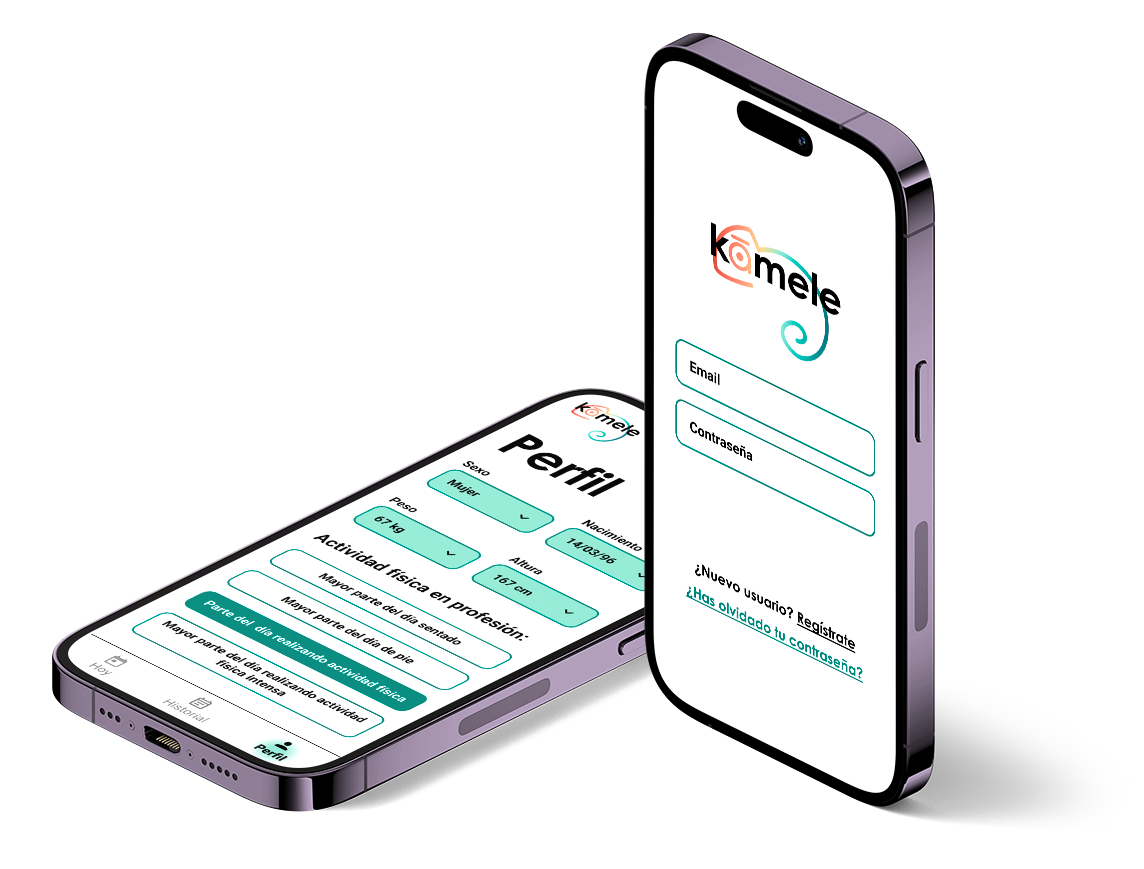 kāmele
Email
Contraseña
¿Nuevo usuario? Regístrate
¿Has olvidado tu contraseña?
kāmele
Perfil
Sexo
Mujer
Nacimiento
14/03/96
Peso
67 kg
Altura
167 cm
Actividad física en profesión:
Mayor parte del día sentado
Mayor parte del día de pie
Parte del día realizando actividad física
Mayor parte del día realizando actividad
física intensa
Hoy
Historial
Perfil